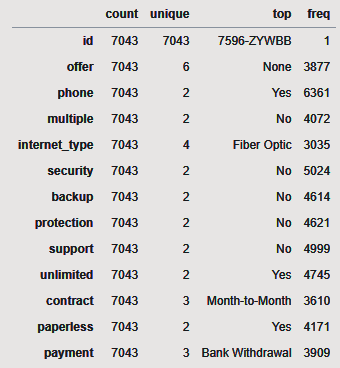 count unique top freq
id 7043 7043 7596-ZYWBB 1
offer 7043 6 None 3877
phone 7043 2 Yes 6361
multiple 7043 2 No 4072
internet_type 7043 4 Fiber Optic 3035
security 7043 2 No 5024
backup 7043 2 No 4614
protection 7043 2 No 4621
support 7043 2 No 4999
unlimited 7043 2 Yes 4745
contract 7043 3 Month-to-Month 3610
paperless 7043 2 Yes 4171
payment 7043 3 Bank Withdrawal 3909